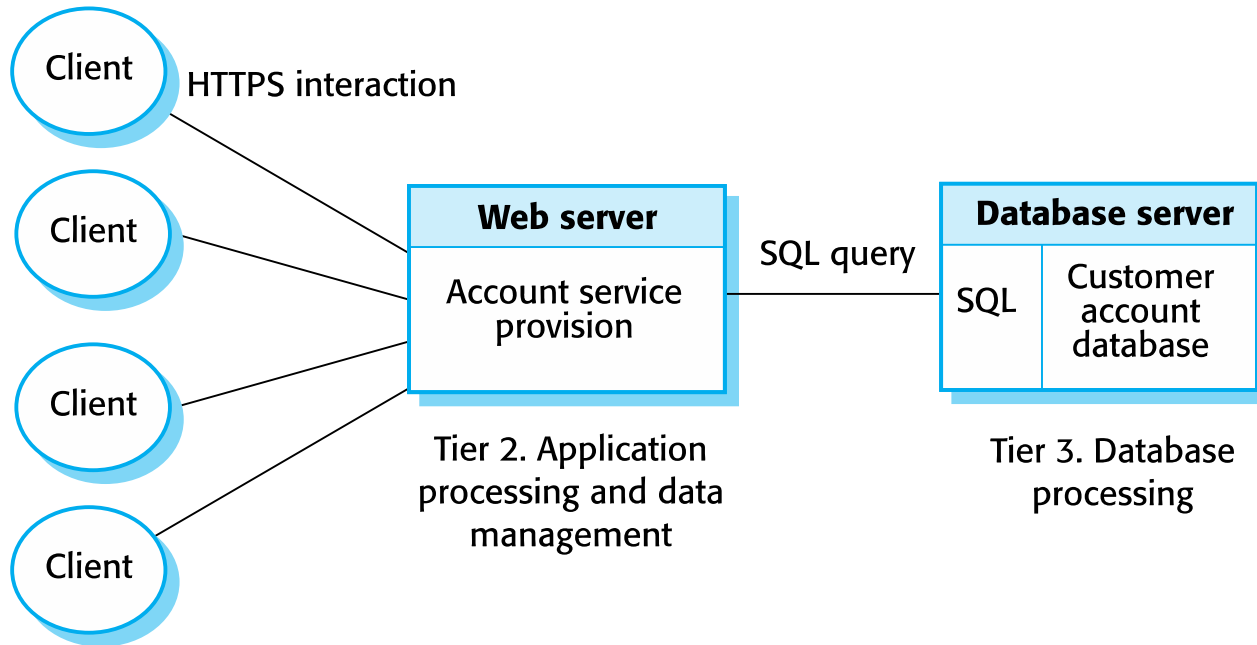 Client
HTTPS interaction
Client
Client
Client
Web server
Account service
provision
Tier 2. Application
processing and data
management
SQL query
Database server
SQL
Customer
account
database
Tier 3. Database
processing